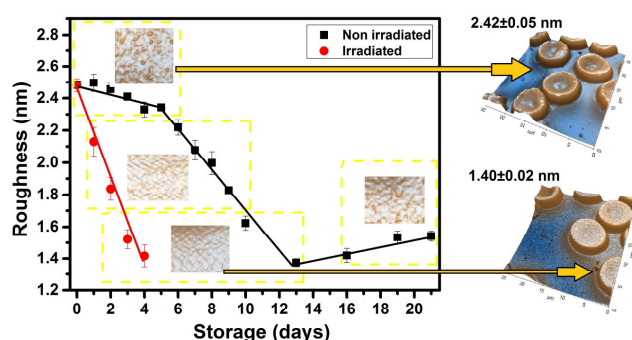 2.8
2.6
2.4
2.2
2.0
1.8
1.6
1.4
1.2
Roughness (nm)
0 2 4 6 8 10 12 14 16 18 20
Storage (days)
Non irradiated
Irradiated
2.42±0.05 nm
1.40±0.02 nm